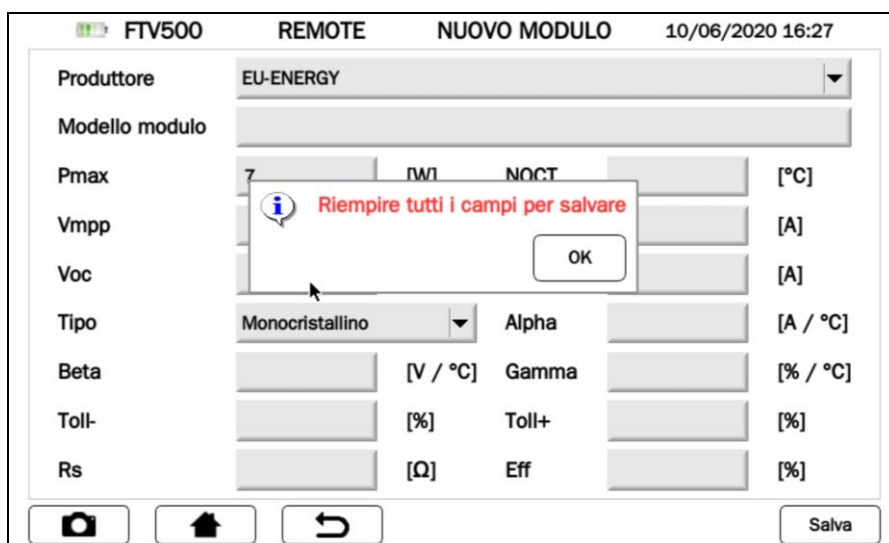 FTV500 REMOTE NUOVO MODULO 10/06/2020 16:27
Produttore EU-ENERGY
Modello modulo
Pmax 7 [W] NOCT [°C]
Riempire tutti i campi per salvare
Vmpp [A]
OK
Voc [A]
Tipo Monocristallino Alpha [A / °C]
Beta [V / °C] Gamma [% / °C]
Toll- [%] Toll+ [%]
Rs [Ω] Eff [%]
Salva